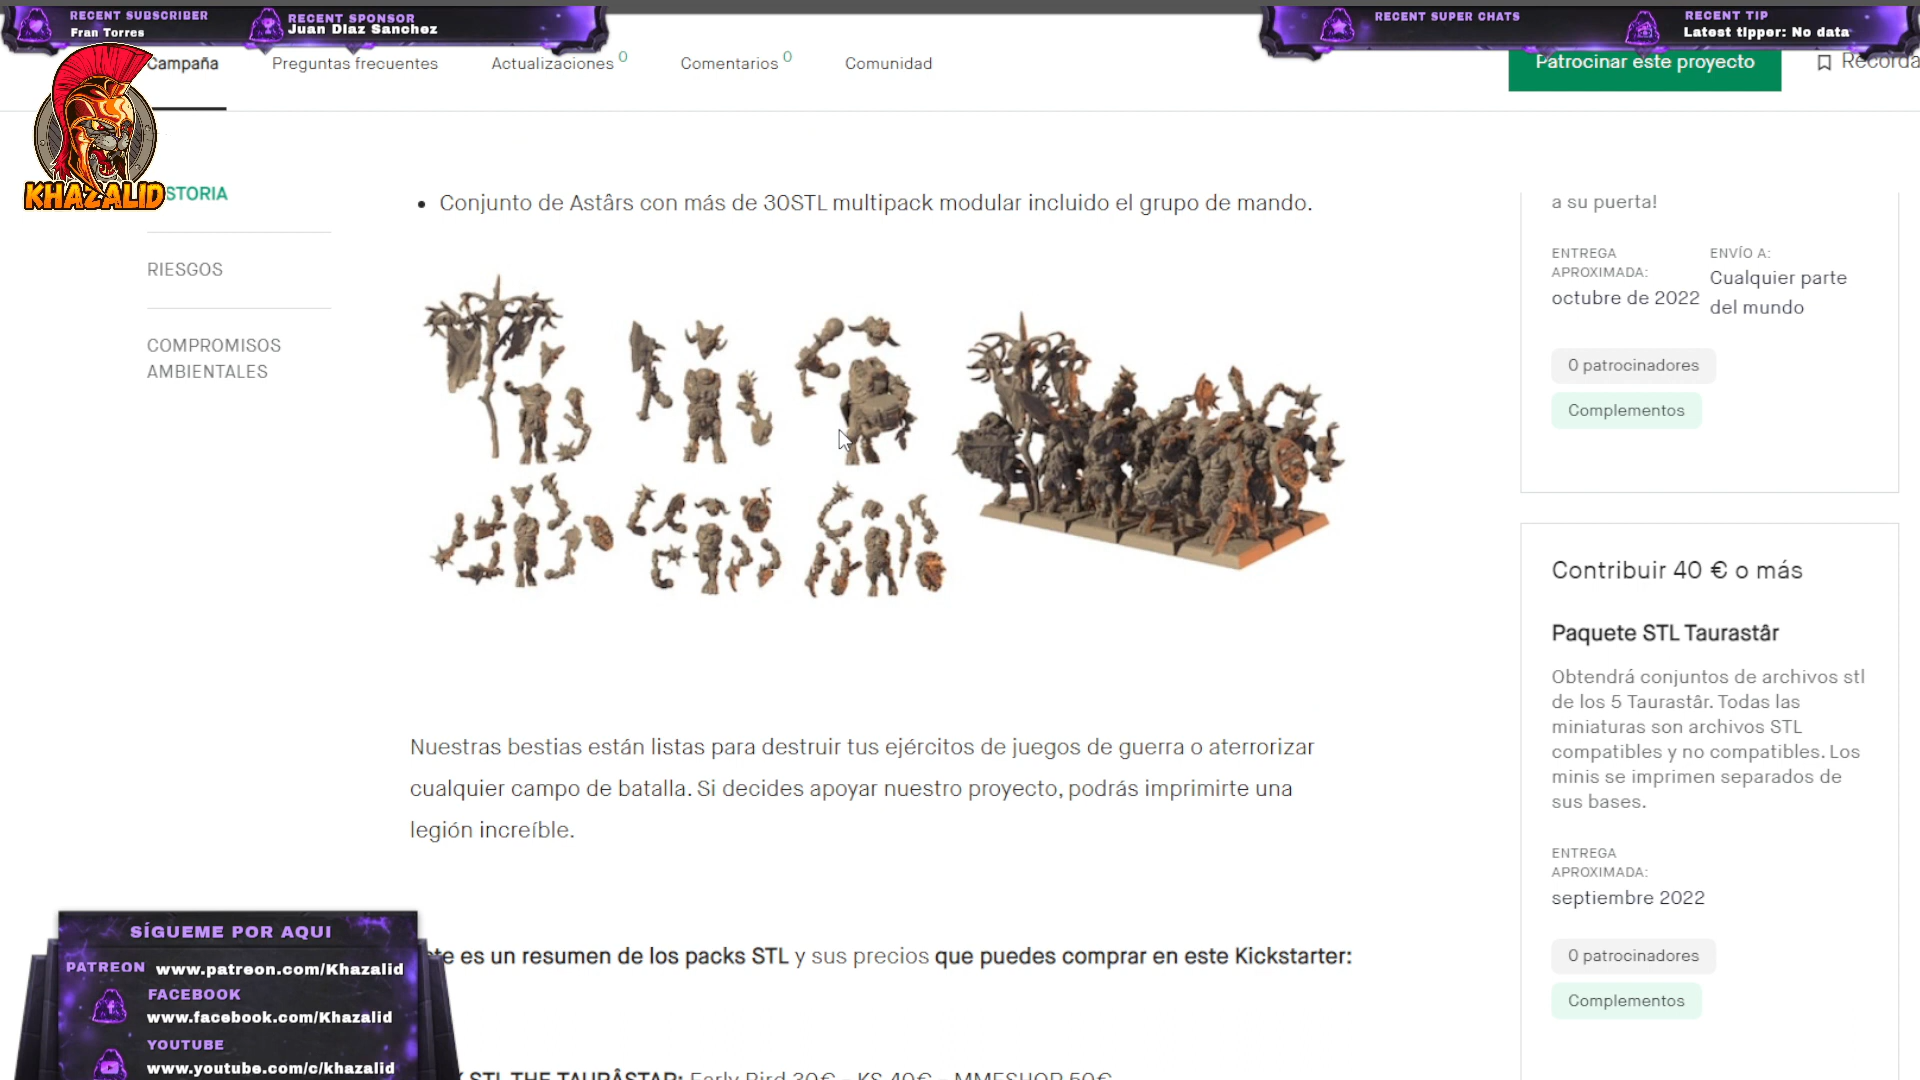 RECENT SUBSCRIBER
Fran Torres
RECENT SPONSOR
Juan Diaz Sanchez
RECENT SUPER CHATS
RECENT TIP
Latest tipper: No data
Campaña
Preguntas frecuentes
Actualizaciones 0
Comentarios 0
Comunidad
Patrocinar este proyecto
KHAZALID
RIESGOS
COMPROMISOS
AMBIENTALES
• Conjunto de Astârs con más de 30STL multipack modular incluido el grupo de mando.
Nuestras bestias están listas para destruir tus ejércitos de juegos de guerra o aterrorizar
cualquier campo de batalla. Si decides apoyar nuestro proyecto, podrás imprimirte una
legión increíble.
es un resumen de los packs STL y sus precios que puedes comprar en este Kickstarter:
STL THE TAURÂSTAR: Early Bird 30€ - KS 40€ - MMFSHOP 50€
a su puerta!
ENTREGA
APROXIMADA:
octubre de 2022
ENVÍO A:
Cualquier parte
del mundo
0 patrocinadores
Complementos
Contribuir 40 € o más
Paquete STL Taurastâr
Obtendrá conjuntos de archivos stl
de los 5 Taurastâr. Todas las
miniaturas son archivos STL
compatibles y no compatibles. Los
minis se imprimen separados de
sus bases.
ENTREGA
APROXIMADA:
septiembre 2022
0 patrocinadores
Complementos
SÍGUEME POR AQUI
PATREON www.patreon.com/Khazalid
FACEBOOK
www.facebook.com/Khazalid
YOUTUBE
www.youtube.com/c/khazalid